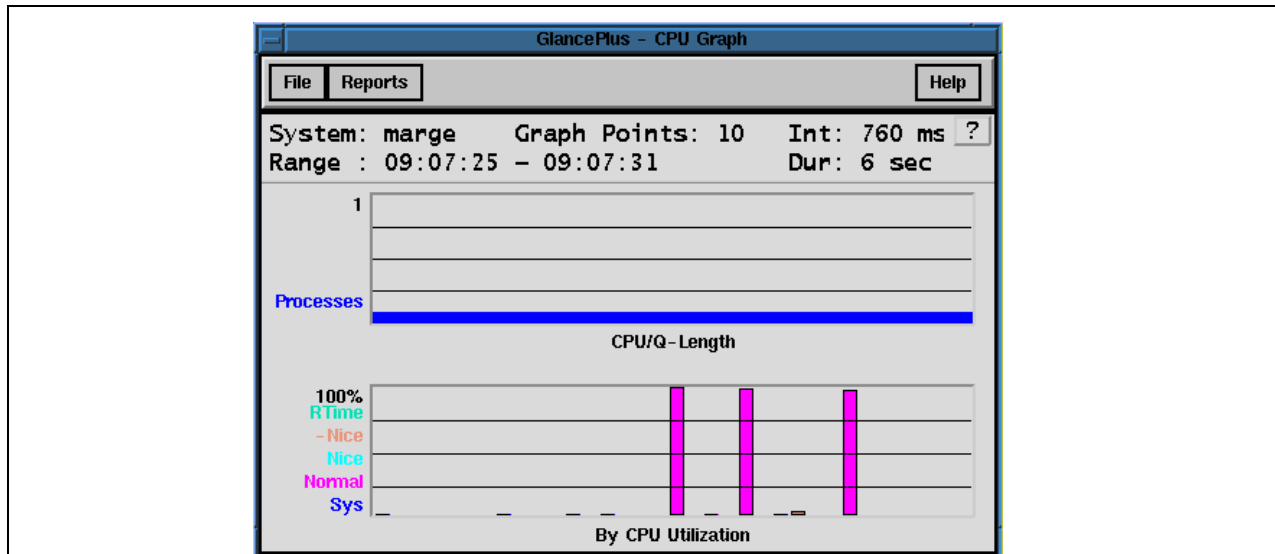 GlancePlus - CPU Graph
File Reports Help
System: marge Graph Points: 10 Int: 760 ms ?
Range : 09:07:25 - 09:07:31 Dur: 6 sec
1
Processes
CPU/Q-Length
100%
RTime
-Nice
Nice
Normal
Sys
By CPU Utilization